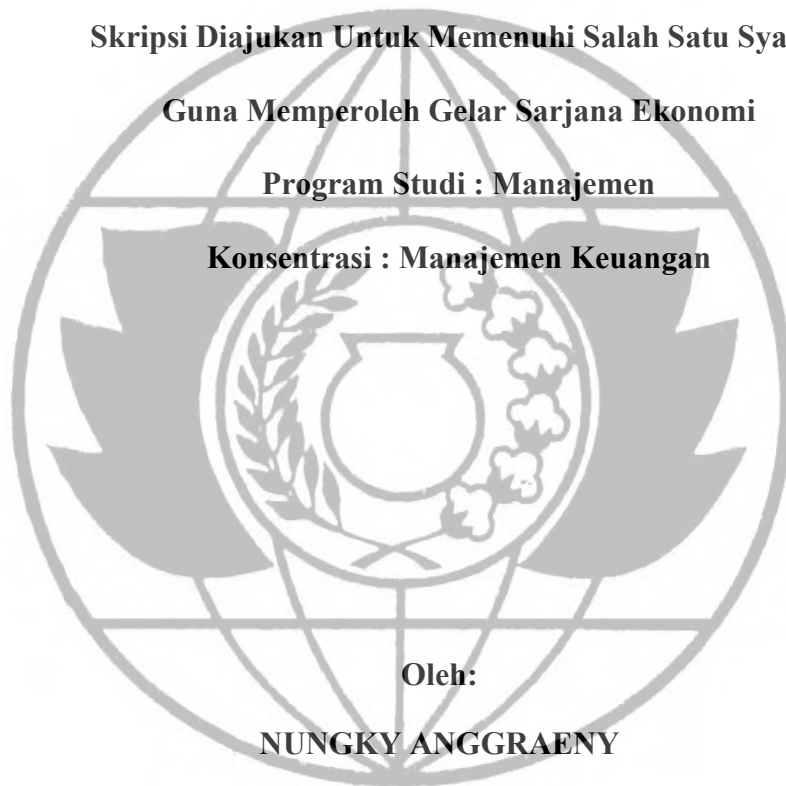 Skripsi Diajukan Untuk Memenuhi Salah Satu Sya
Guna Memperoleh Gelar Sarjana Ekonomi
Program Studi : Manajemen
Konsentrasi : Manajemen Keuangan
Oleh:
NUNGKY ANGGRAENY